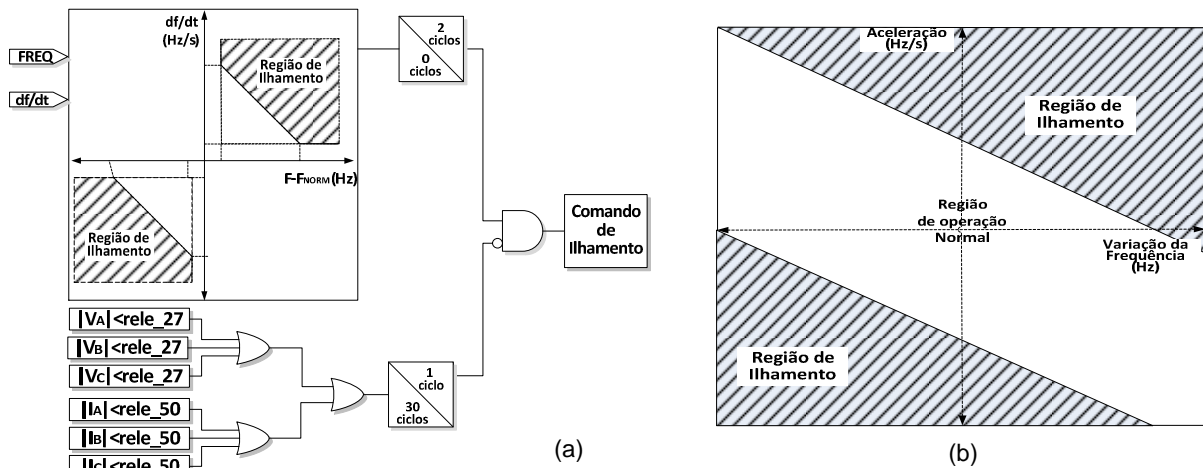 df/dt
(Hz/s)
FREQ
df/dt
Região de
Ilhamento
F-FNORM (Hz)
Região de
Ilhamento
2
ciclos
0
ciclos
Comando
de
Ilhamento
|VA|<rele_27
|VB|<rele_27
|VC|<rele_27
|IA|<rele_50
|IB|<rele_50
|IC|<rele_50
1
ciclo
30
ciclos
(a)
Aceleração
(Hz/s)
Região de
Ilhamento
Região
de operação
Normal
Variação da
Frequência
(Hz)
Região de
Ilhamento
(b)